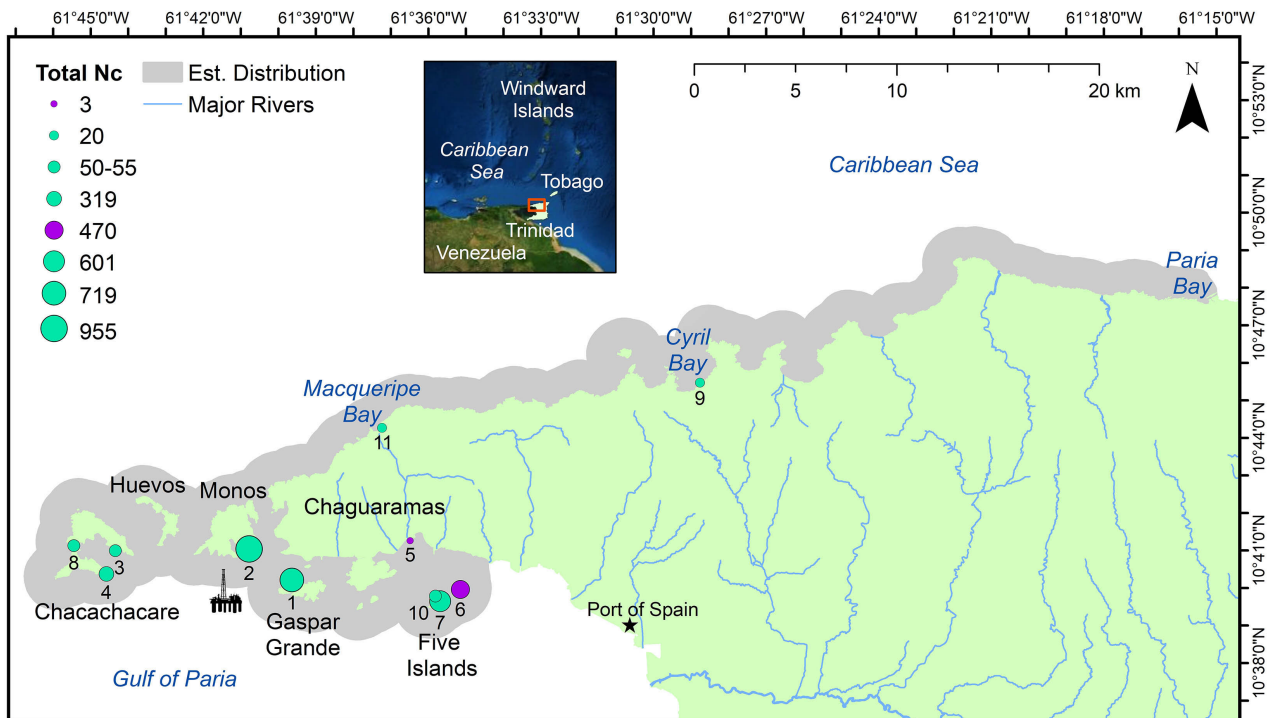 61°45'0"W 61°42'0"W 61°39'0"W 61°36'0"W 61°33'0"W 61°30'0"W 61°27'0"W 61°24'0"W 61°21'0"W 61°18'0"W 61°15'0"W
Total Nc
3
20
50-55
319
470
601
719
955
Est. Distribution
Major Rivers
Windward
Islands
Caribbean
Sea
Tobago
Trinidad
Venezuela
0 5 10 20 km
N
Caribbean Sea
Paria
Bay
Cyril
Bay
9
Macqueripe
Bay
11
Huevos
Monos
Chaguaramas
8
3
4
2
5
1
10
7
6
Chacachacare
Gaspar
Grande
Five
Islands
Port of Spain
Gulf of Paria
10°53'0"N
10°50'0"N
10°47'0"N
10°44'0"N
10°41'0"N
10°38'0"N